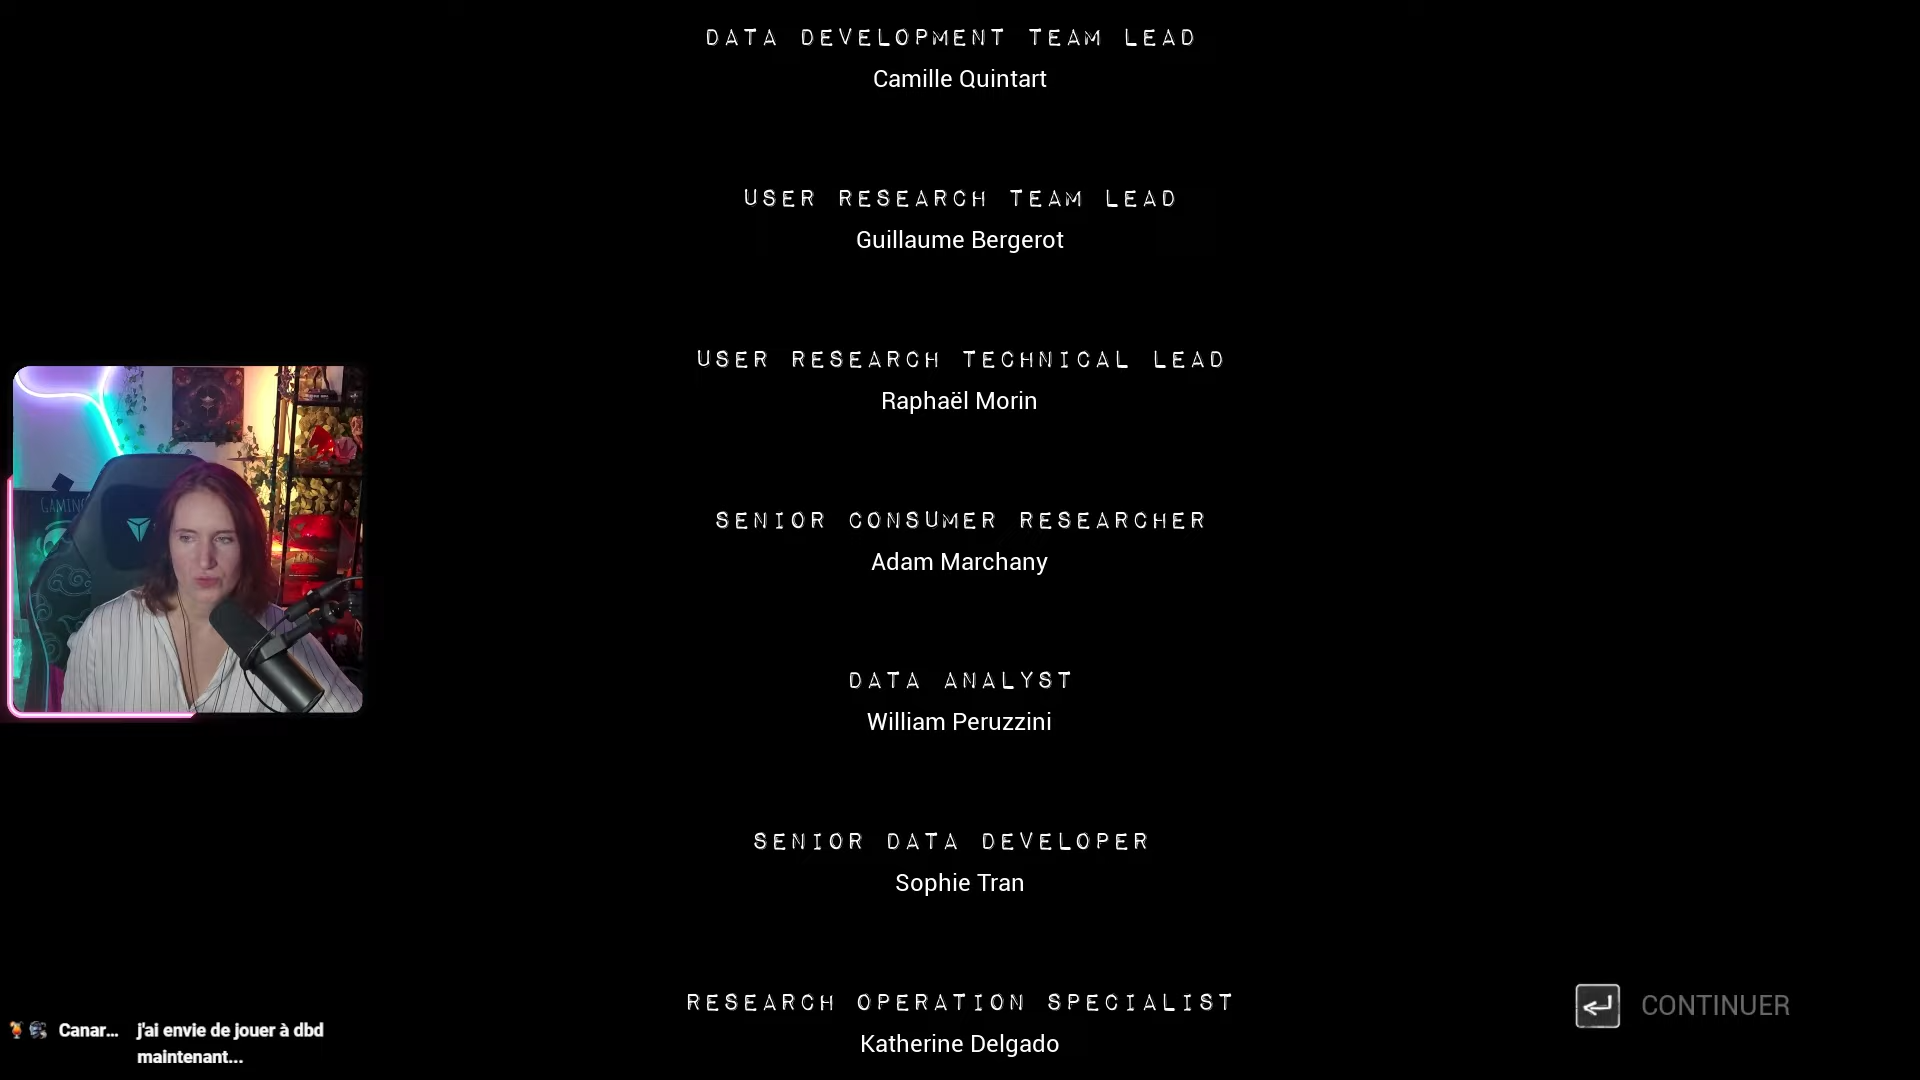 DATA DEVELOPMENT TEAM LEAD
Camille Quintart
USER RESEARCH TEAM LEAD
Guillaume Bergerot
USER RESEARCH TECHNICAL LEAD
Raphaël Morin
SENIOR CONSUMER RESEARCHER
Adam Marchany
DATA ANALYST
William Peruzzini
SENIOR DATA DEVELOPER
Sophie Tran
RESEARCH OPERATION SPECIALIST
Katherine Delgado
GAMING
Canar... j'ai envie de jouer à dbd
maintenant...
CONTINUER